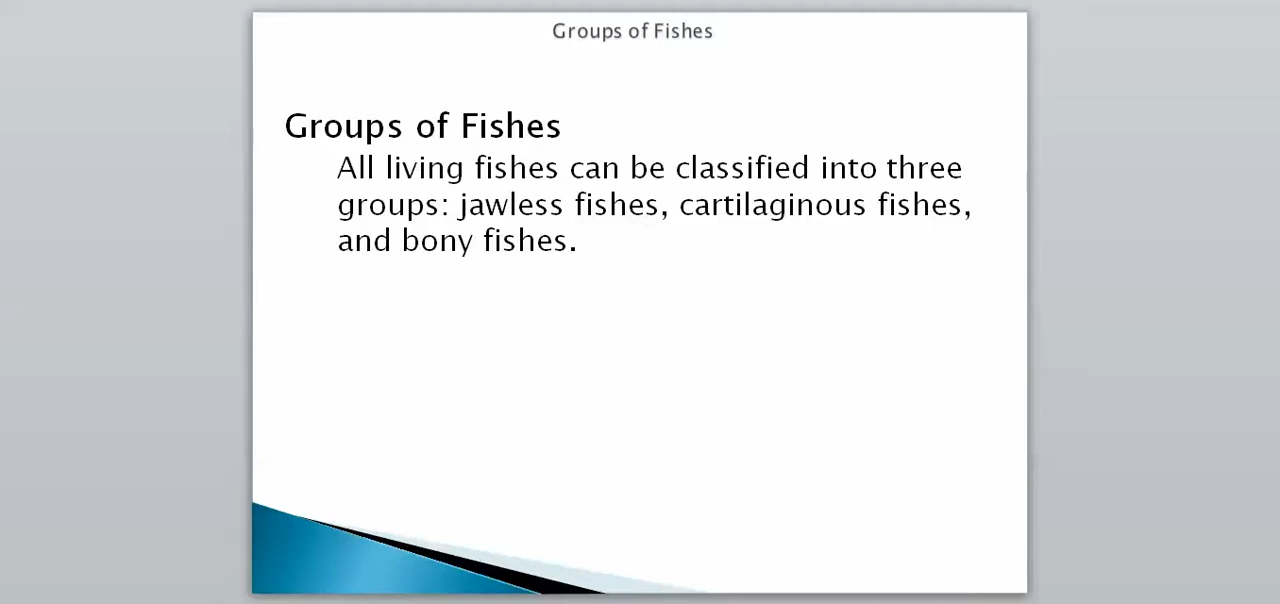 Groups of Fishes
Groups of Fishes
All living fishes can be classified into three
groups: jawless fishes, cartilaginous fishes,
and bony fishes.